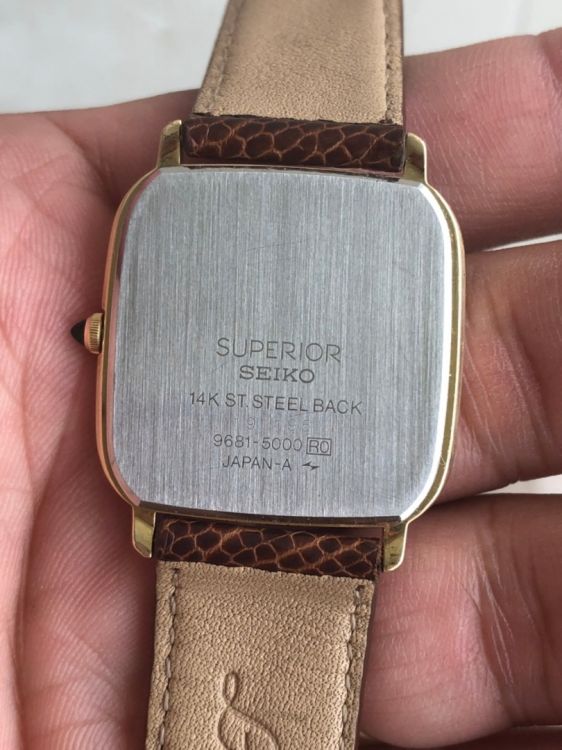 SUPERIOR
SEIKO
14K ST. STEEL BACK
9681-5000 R0
JAPAN-A